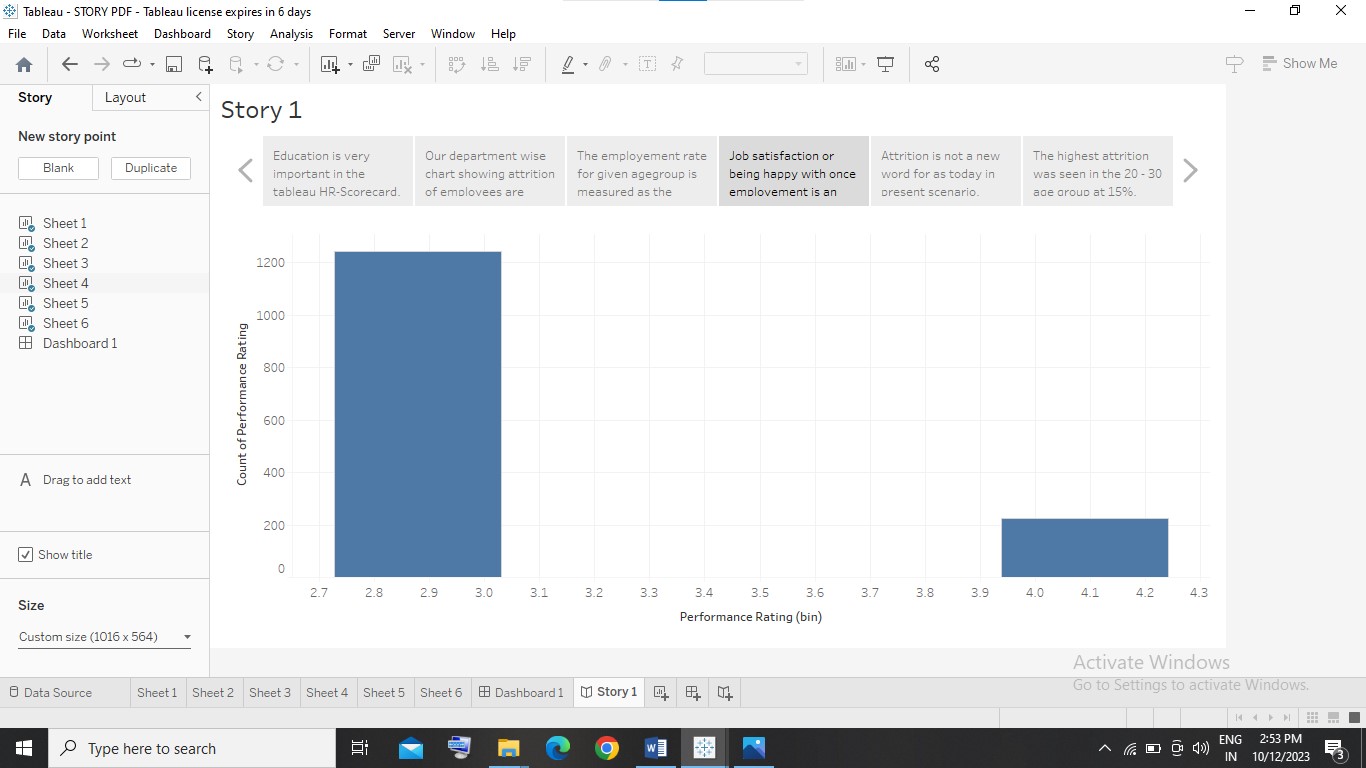 Tableau - STORY PDF - Tableau license expires in 6 days
File Data Worksheet Dashboard Story Analysis Format Server Window Help
Show Me
Story Layout
New story point
Blank Duplicate
Sheet 1
Sheet 2
Sheet 3
Sheet 4
Sheet 5
Sheet 6
Dashboard 1
A Drag to add text
Show title
Size
Custom size (1016 x 564)
Story 1
Education is very
important in the
tableau HR-Scorecard.
Our department wise
chart showing attrition
of employees are
The employement rate
for given agegroup is
measured as the
Job satisfaction or
being happy with once
employement is an
Attrition is not a new
word for as today in
present scenario.
The highest attrition
was seen in the 20 - 30
age group at 15%.
Count of Performance Rating
1200
1000
800
600
400
200
0
2.7 2.8 2.9 3.0 3.1 3.2 3.3 3.4 3.5 3.6 3.7 3.8 3.9 4.0 4.1 4.2 4.3
Performance Rating (bin)
Activate Windows
Go to Settings to activate Windows.
Data Source Sheet 1 Sheet 2 Sheet 3 Sheet 4 Sheet 5 Sheet 6 Dashboard 1 Story 1
Type here to search
ENG
IN
2:53 PM
10/12/2023
3